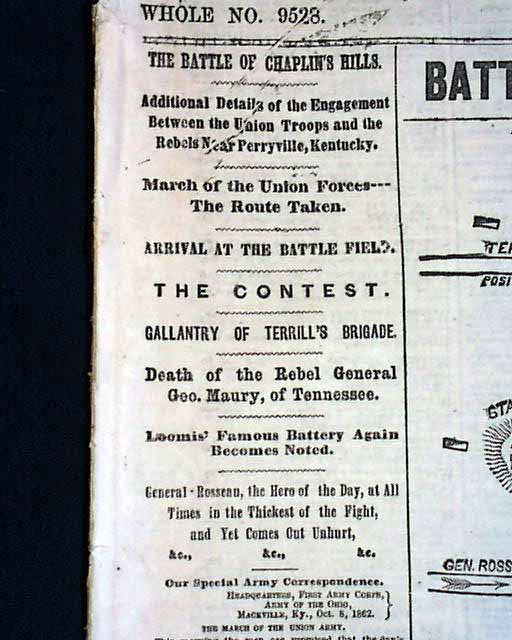 WHOLE NO. 9528.
THE BATTLE OF CHAPLIN'S HILLS.
Additional Details of the Engagement
Between the Union Troops and the
Rebels Near Perryville, Kentucky.
March of the Union Forces---
The Route Taken.
ARRIVAL AT THE BATTLE FIELD.
THE CONTEST.
GALLANTRY OF TERRILL'S BRIGADE.
Death of the Rebel General
Geo. Maury, of Tennessee.
Loomis' Famous Battery Again
Becomes Noted.
General Rosseau, the Hero of the Day, at All
Times in the Thickest of the Fight,
and Yet Comes Out Unhurt,
&c., &c., &c.
Our Special Army Correspondence.
HEADQUARTERS, FIRST ARMY CORPS,
ARMY OF THE OHIO,
MACKVILLE, KY., Oct. 8, 1862.
THE MARCH OF THE UNION ARMY.
BATT
TER
POSI
STA
GEN. ROSS